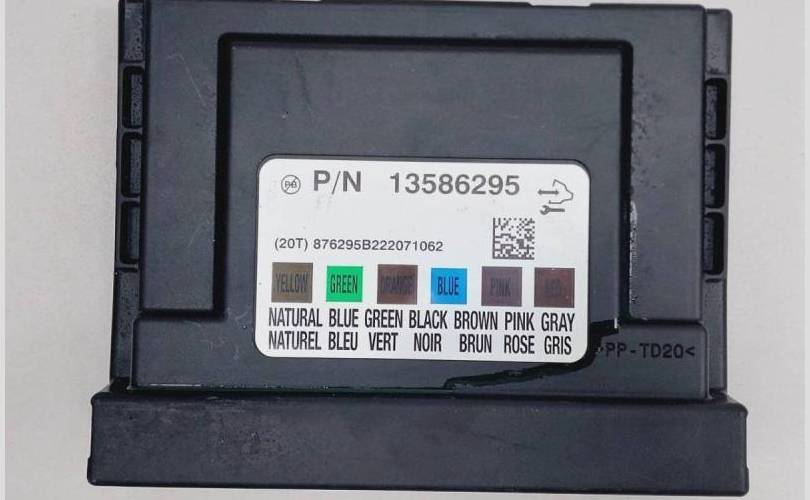 Pb P/N 13586295
(20T) 876295B222071062
YELLOW GREEN ORANGE BLUE PINK RED
NATURAL BLUE GREEN BLACK BROWN PINK GRAY
NATUREL BLEU VERT NOIR BRUN ROSE GRIS
>PP-TD20<